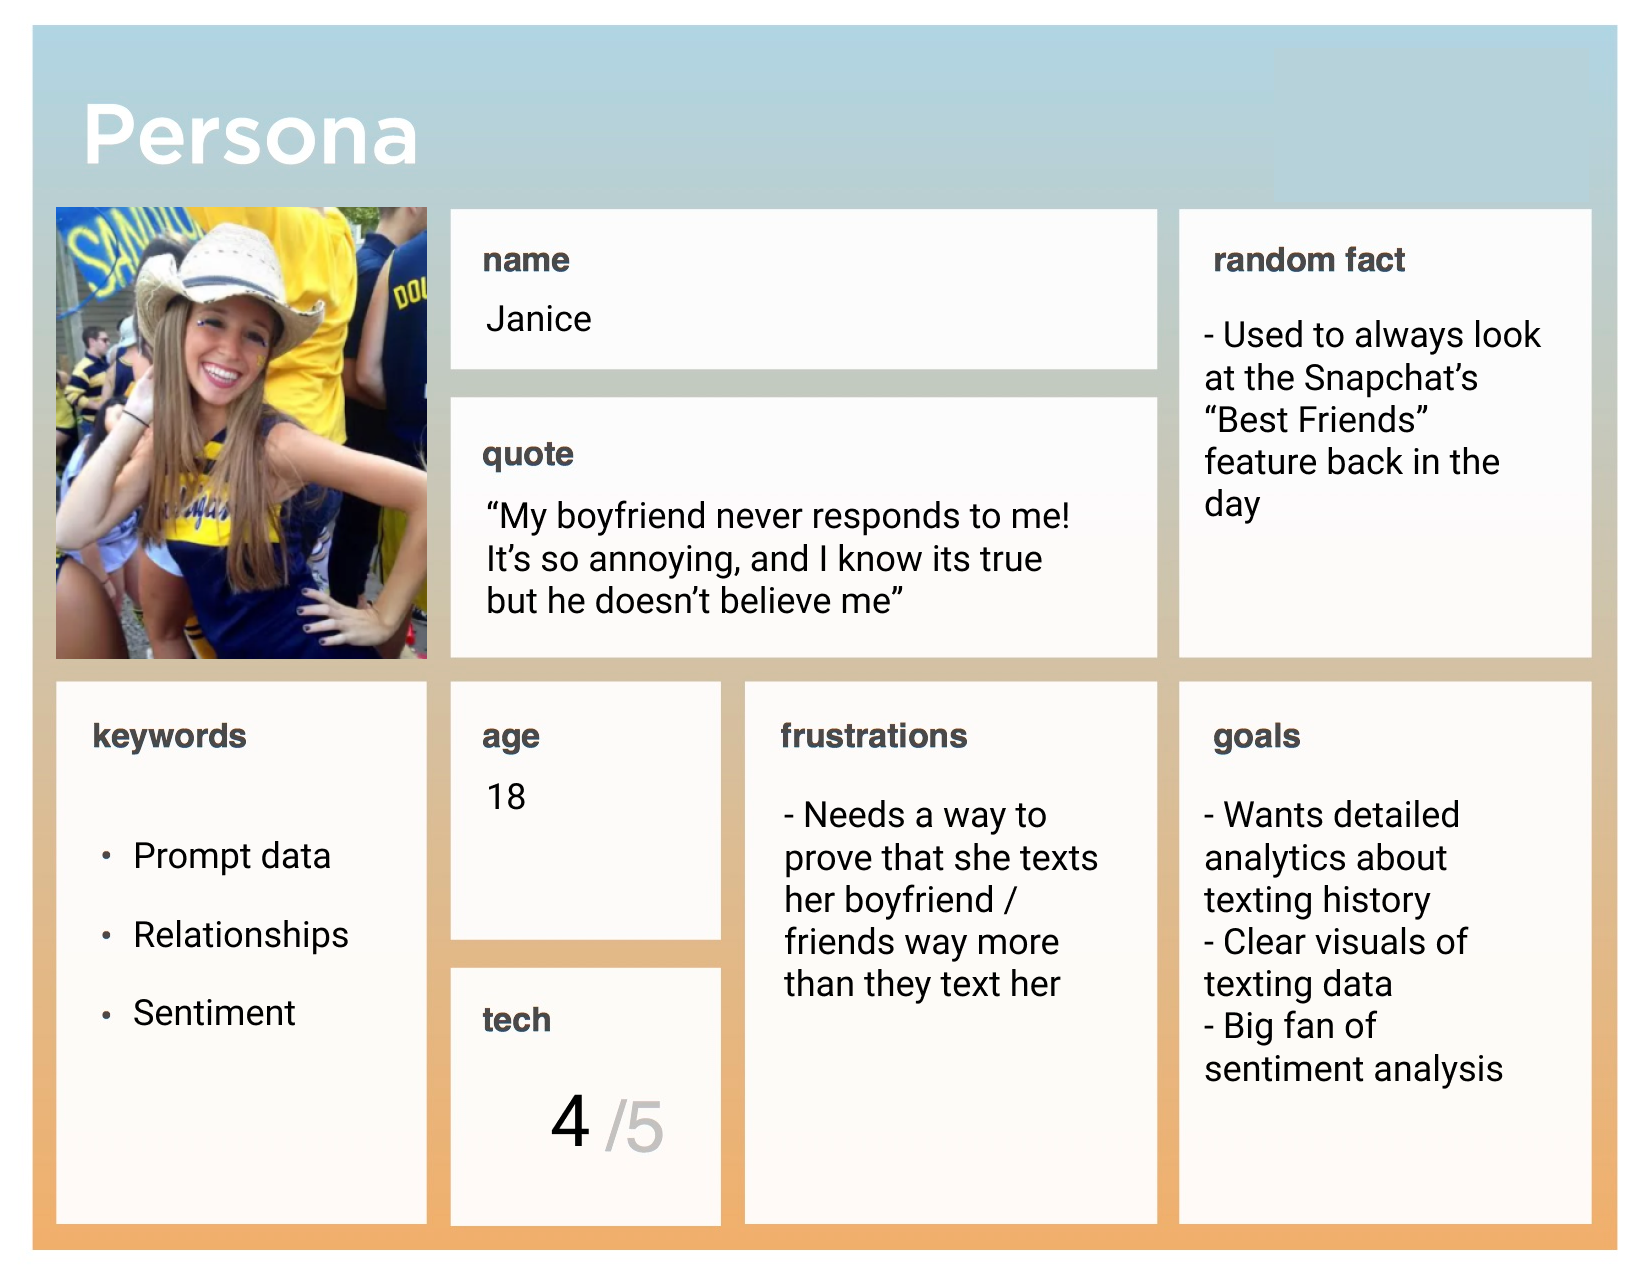 Persona
name
Janice
quote
“My boyfriend never responds to me!
It’s so annoying, and I know its true
but he doesn’t believe me”
random fact
- Used to always look
at the Snapchat’s
“Best Friends”
feature back in the
day
keywords
• Prompt data
• Relationships
• Sentiment
age
18
tech
4 /5
frustrations
- Needs a way to
prove that she texts
her boyfriend /
friends way more
than they text her
goals
- Wants detailed
analytics about
texting history
- Clear visuals of
texting data
- Big fan of
sentiment analysis